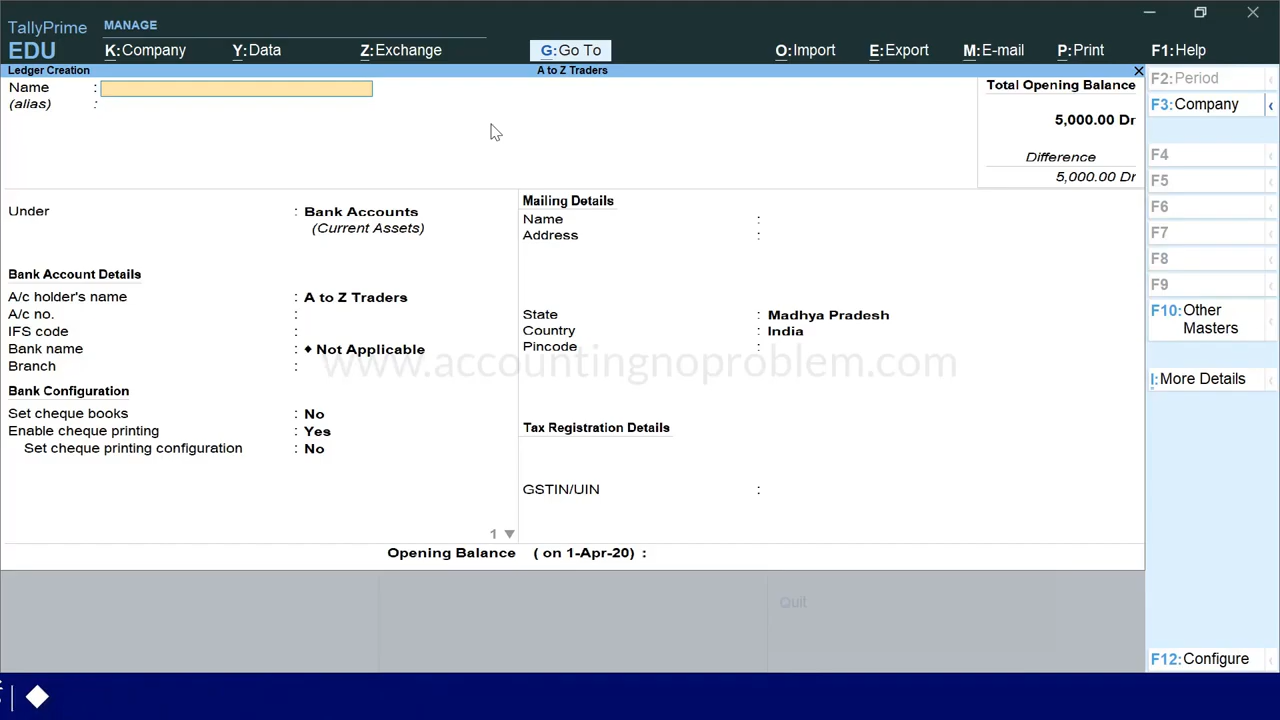 TallyPrime MANAGE
EDU K:Company Y:Data Z:Exchange G:Go To O:Import E:Export M:E-mail P:Print F1:Help
Ledger Creation A to Z Traders
Name :
(alias) :
Total Opening Balance
5,000.00 Dr
Difference
5,000.00 Dr
Under : Bank Accounts
(Current Assets)
Bank Account Details
A/c holder's name : A to Z Traders
A/c no. :
IFS code :
Bank name : ♦ Not Applicable
Branch :
Bank Configuration
Set cheque books : No
Enable cheque printing : Yes
Set cheque printing configuration : No
1 ▼
Mailing Details
Name :
Address :
State : Madhya Pradesh
Country : India
Pincode :
www.accountingnoproblem.com
Tax Registration Details
GSTIN/UIN :
Opening Balance ( on 1-Apr-20) :
Quit
F2:Period
F3:Company
F4
F5
F6
F7
F8
F9
F10:Other
Masters
I:More Details
F12:Configure